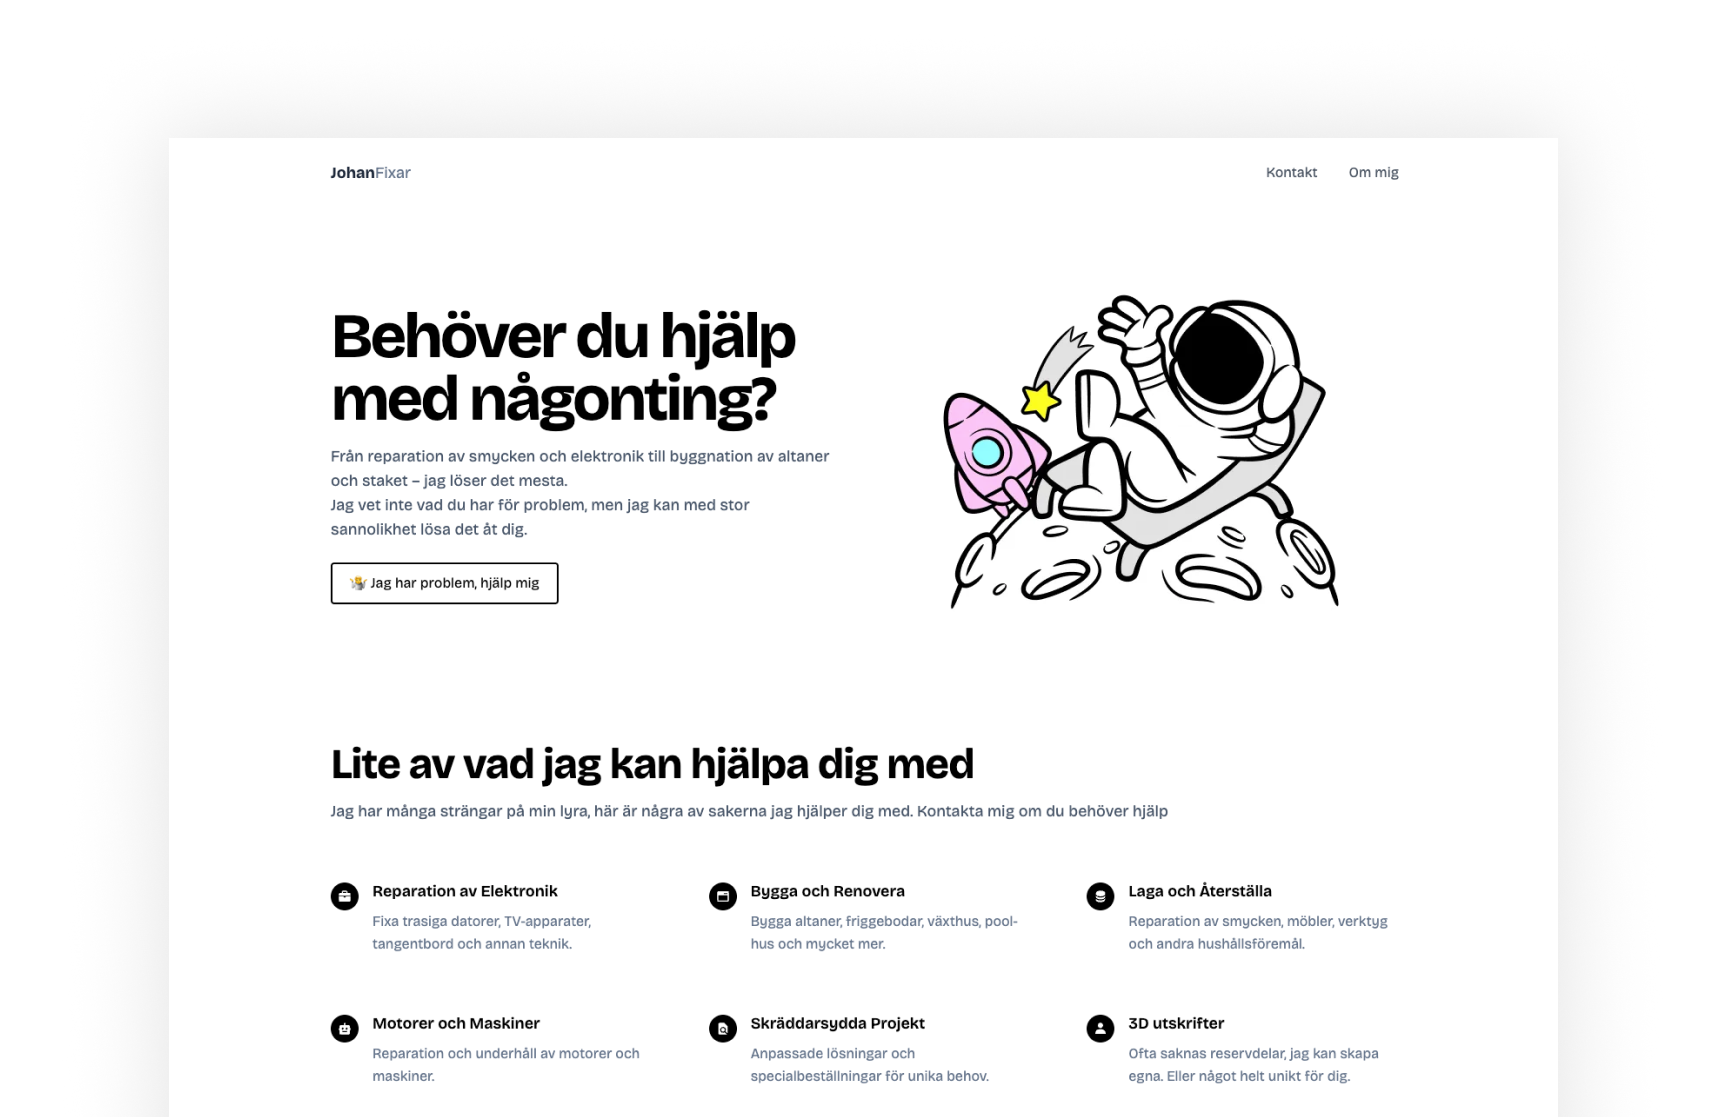 JohanFixar
Kontakt
Om mig
Behöver du hjälp
med någonting?
Från reparation av smycken och elektronik till byggnation av altaner
och staket – jag löser det mesta.
Jag vet inte vad du har för problem, men jag kan med stor
sannolikhet lösa det åt dig.
🤷 Jag har problem, hjälp mig
Lite av vad jag kan hjälpa dig med
Jag har många strängar på min lyra, här är några av sakerna jag hjälper dig med. Kontakta mig om du behöver hjälp
Reparation av Elektronik
Fixa trasiga datorer, TV-apparater,
tangentbord och annan teknik.
Bygga och Renovera
Bygga altaner, friggebodar, växthus, pool-
hus och mycket mer.
Laga och Återställa
Reparation av smycken, möbler, verktyg
och andra hushållsföremål.
Motorer och Maskiner
Reparation och underhåll av motorer och
maskiner.
Skräddarsydda Projekt
Anpassade lösningar och
specialbeställningar för unika behov.
3D utskrifter
Ofta saknas reservdelar, jag kan skapa
egna. Eller något helt unikt för dig.